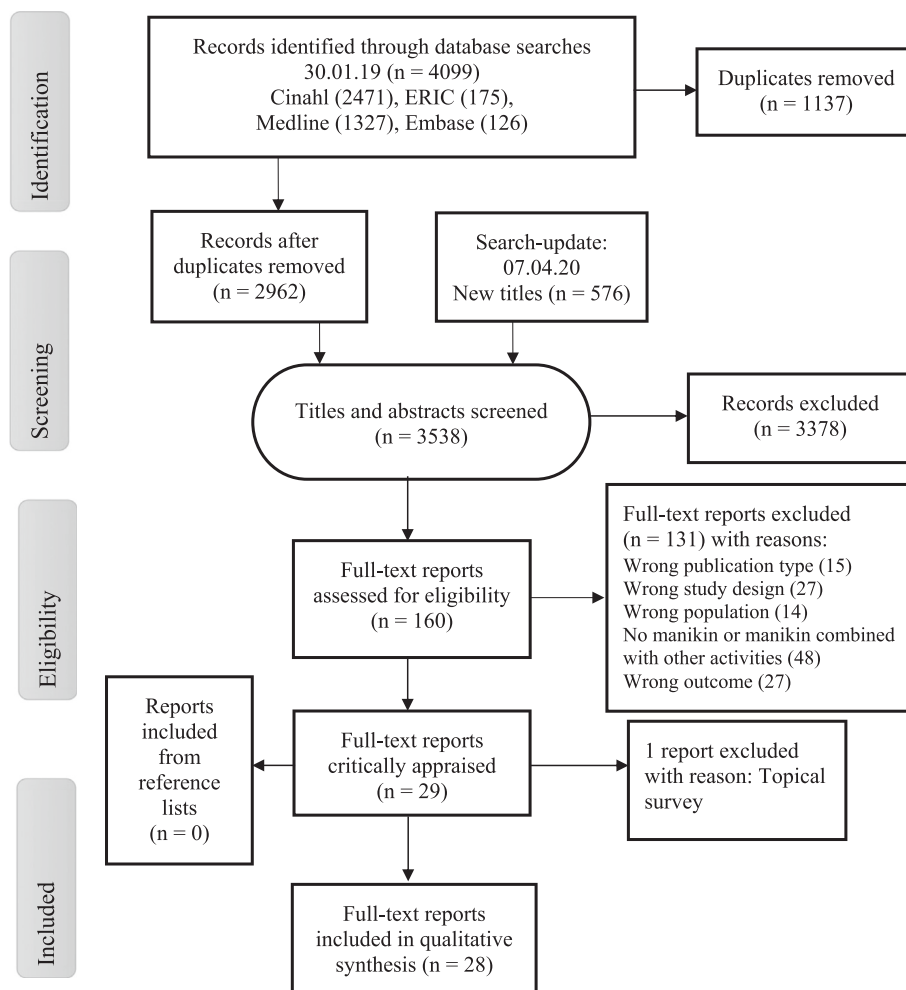 Identification
Records identified through database searches
30.01.19 (n = 4099)
Cinahl (2471), ERIC (175),
Medline (1327), Embase (126)
Duplicates removed
(n = 1137)
Screening
Records after
duplicates removed
(n = 2962)
Search-update:
07.04.20
New titles (n = 576)
Titles and abstracts screened
(n = 3538)
Records excluded
(n = 3378)
Eligibility
Full-text reports
assessed for eligibility
(n = 160)
Full-text reports excluded
(n = 131) with reasons:
Wrong publication type (15)
Wrong study design (27)
Wrong population (14)
No manikin or manikin combined
with other activities (48)
Wrong outcome (27)
Reports
included
from
reference
lists
(n = 0)
Full-text reports
critically appraised
(n = 29)
1 report excluded
with reason: Topical
survey
Included
Full-text reports
included in qualitative
synthesis (n = 28)